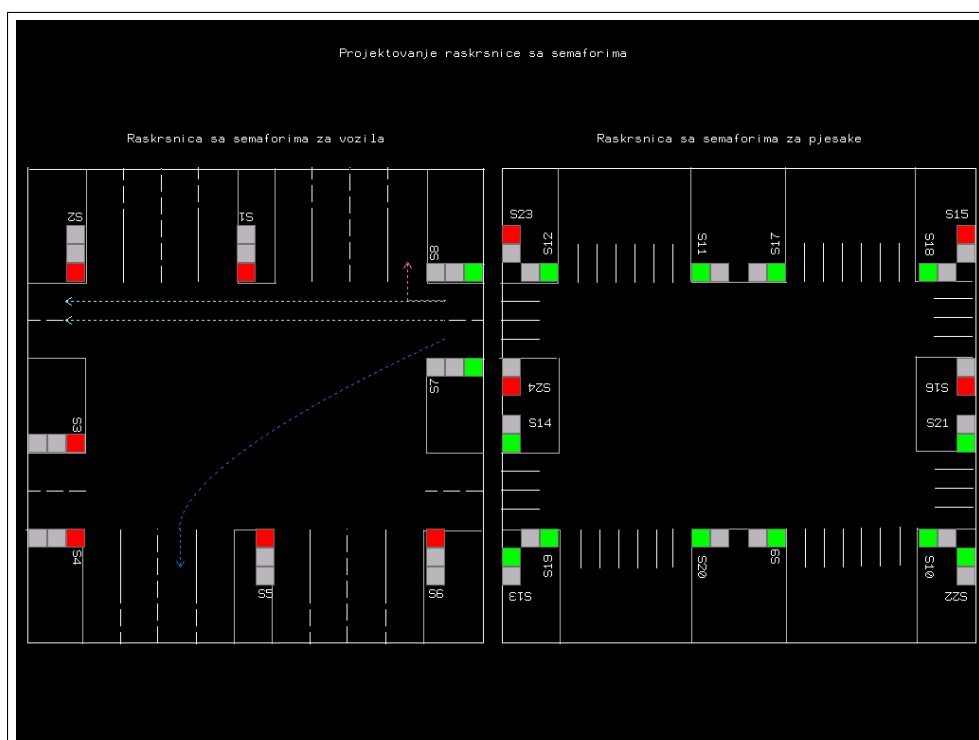 Projektovanje raskrsnice sa semaforima
Raskrsnica sa semaforima za vozila
Raskrsnica sa semaforima za pjesake
S2
S1
S8
S7
S3
S4
S5
S6
S23
S12
S11
S17
S18
S15
S24
S14
S16
S21
S13
S19
S20
S9
S10
S22